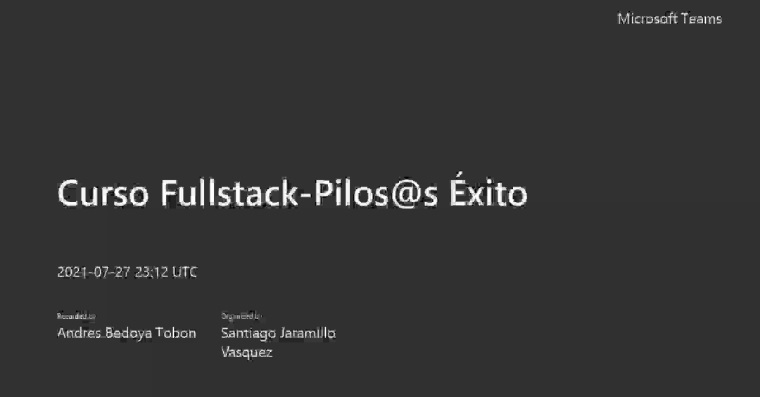 Microsoft Teams
Curso Fullstack-Pilos@s Éxito
2021-07-27 23:12 UTC
Recorded by
Organized by
Andres Bedoya Tobon
Santiago Jaramillo
Vasquez